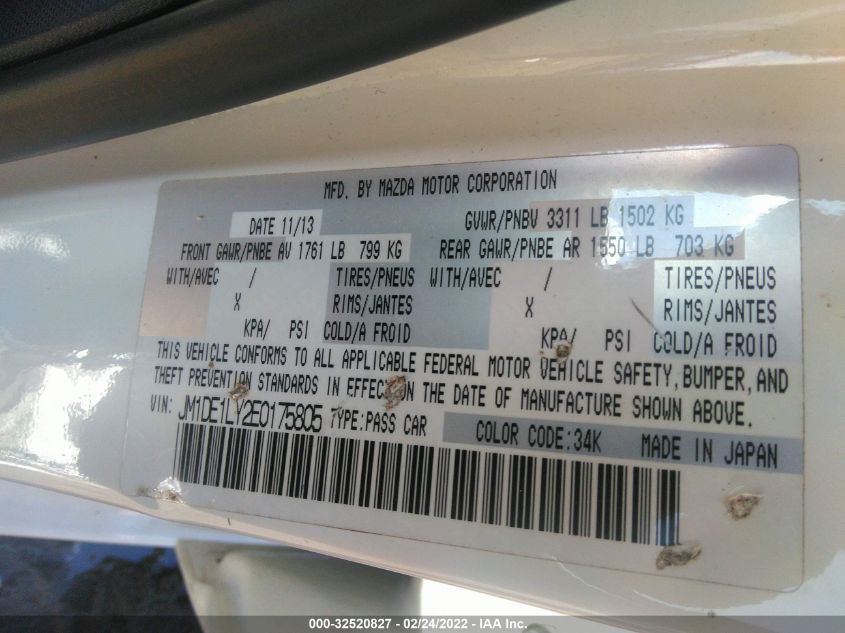 MFD. BY MAZDA MOTOR CORPORATION
DATE 11/13 GVWR/PNBV 3311 LB 1502 KG
FRONT GAWR/PNBE AV 1761 LB 799 KG REAR GAWR/PNBE AR 1550 LB 703 KG
WITH/AVEC / TIRES/PNEUS WITH/AVEC / TIRES/PNEUS
X RIMS/JANTES X RIMS/JANTES
KPA/ PSI COLD/A FROID KPA/ PSI COLD/A FROID
THIS VEHICLE CONFORMS TO ALL APPLICABLE FEDERAL MOTOR VEHICLE SAFETY, BUMPER, AND
THEFT PREVENTION STANDARDS IN EFFECT ON THE DATE OF MANUFACTURE SHOWN ABOVE.
VIN: JM1DE1LY2E0175805 TYPE:PASS CAR COLOR CODE:34K MADE IN JAPAN
000-32520827 - 02/24/2022 - IAA Inc.